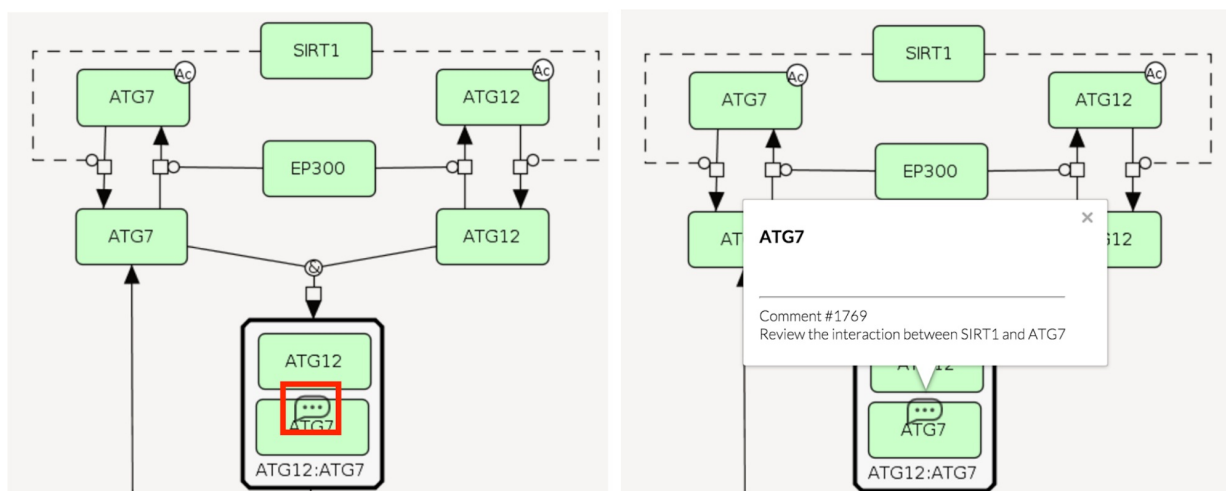 SIRT1
ATG7
Ac
ATG12
Ac
EP300
ATG7
ATG12
&
ATG12
ATG7
ATG12:ATG7
SIRT1
ATG7
Ac
ATG12
Ac
EP300
ATG7
×
Comment #1769
Review the interaction between SIRT1 and ATG7
ATG7
ATG12:ATG7